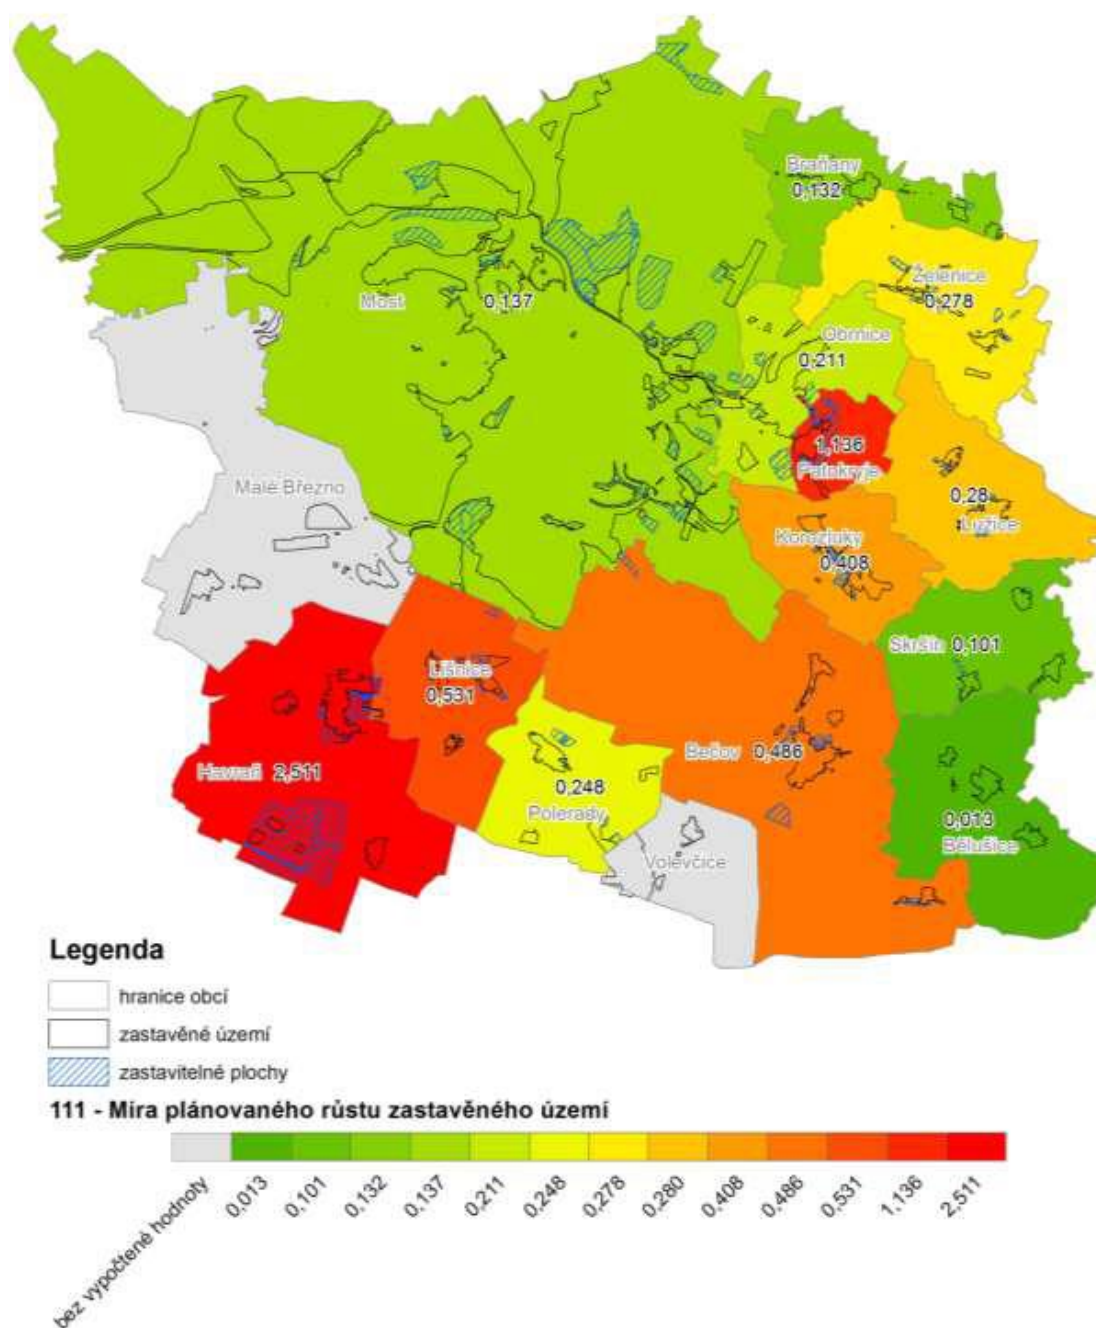 Braňany
0,132
Želenice
0,278
Most
0,137
Obrnice
0,211
1,136
Patokryje
Malé Březno
0,28
Lužice
Korozluky
0,408
Skršín 0,101
Lišnice
0,531
Bečov 0,486
Havraň 2,511
0,248
Polerady
0,013
Bělušice
Volevčice
Legenda
hranice obcí
zastavěné území
zastavitelné plochy
111 - Míra plánovaného růstu zastavěného území
bez vypočtené hodnoty
0,013
0,101
0,132
0,137
0,211
0,248
0,278
0,280
0,408
0,486
0,531
1,136
2,511